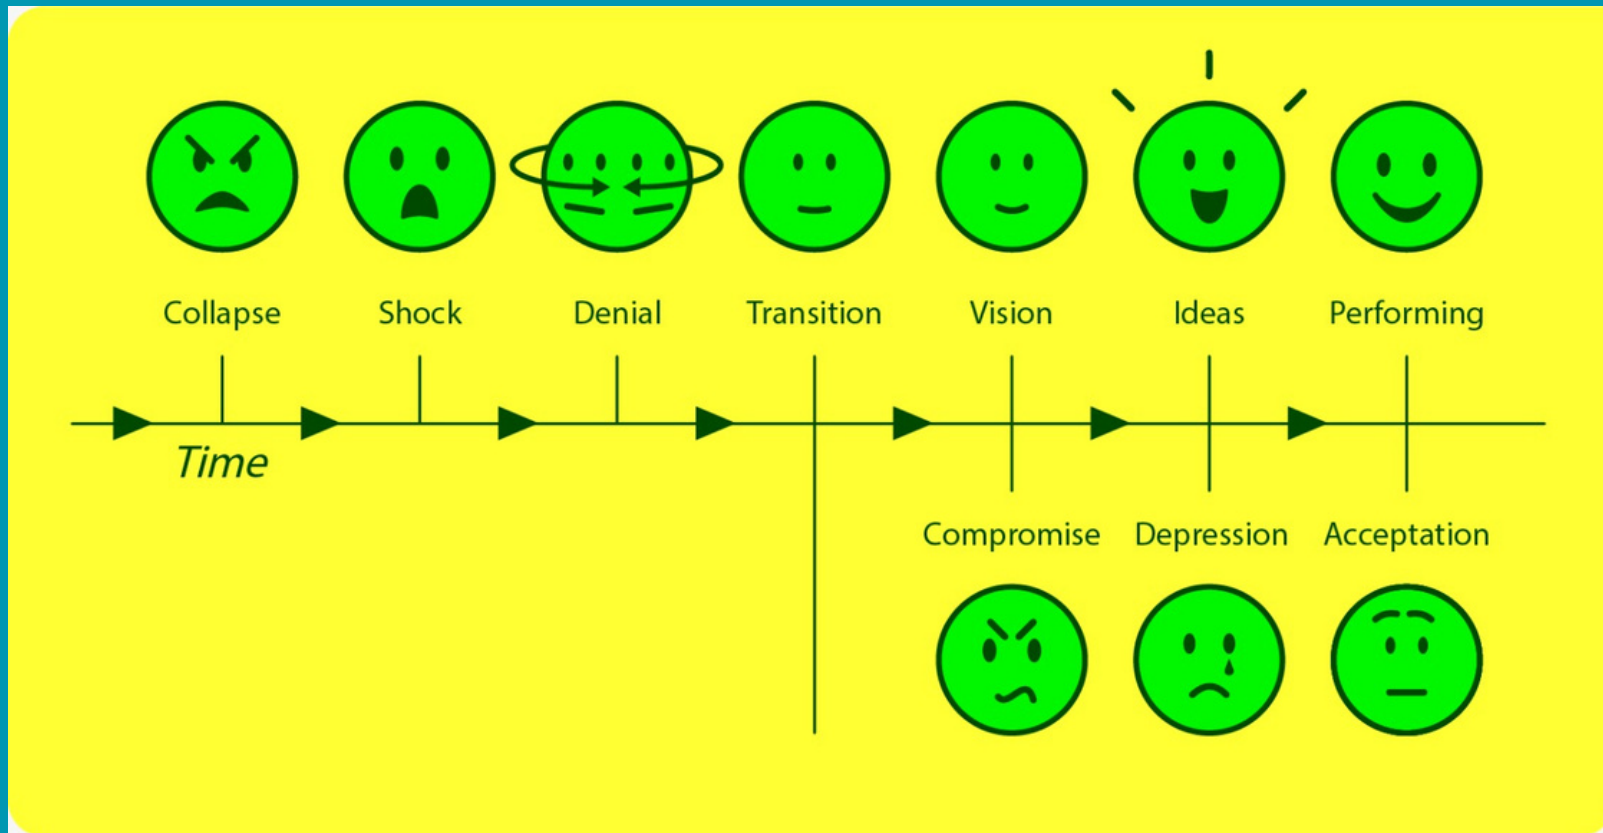 Collapse
Shock
Denial
Transition
Vision
Ideas
Performing
Time
Compromise
Depression
Acceptation